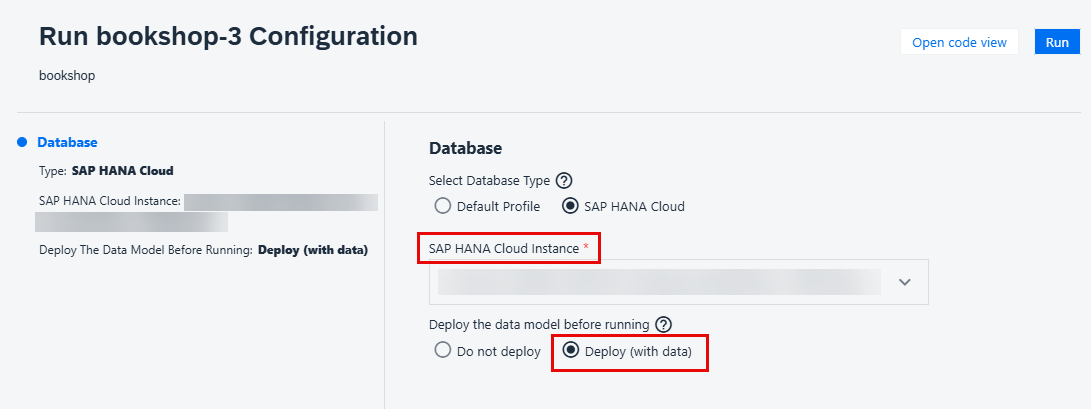 Run bookshop-3 Configuration
Open code view
Run
bookshop
Database
Type: SAP HANA Cloud
SAP HANA Cloud Instance:
Deploy The Data Model Before Running: Deploy (with data)
Database
Select Database Type ?
Default Profile
SAP HANA Cloud
SAP HANA Cloud Instance *
Deploy the data model before running ?
Do not deploy
Deploy (with data)